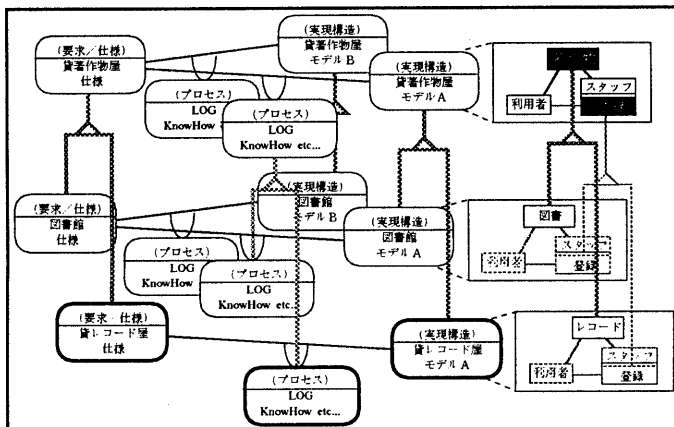 (要求／仕様)
貸著作物屋
仕様
(実現構造)
貸著作物屋
モデルB
(実現構造)
貸著作物屋
モデルA
(プロセス)
LOG
KnowHow
(プロセス)
LOG
KnowHow etc...
スタッフ
利用者
(要求／仕様)
図書館
仕様
(実現構造)
図書館
モデルB
(実現構造)
図書館
モデルA
(プロセス)
LOG
KnowHow
(プロセス)
LOG
KnowHow etc...
図書
スタッフ
利用者
登録
(要求・仕様)
貸レコード屋
仕様
(実現構造)
貸レコード屋
モデルA
(プロセス)
LOG
KnowHow etc...
レコード
スタッフ
利用者
登録